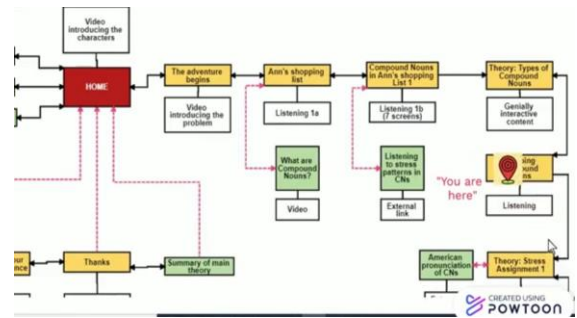 Video
introducing the
characters
HOME
The adventure
begins
Video
introducing the
problem
Ann's shopping
list
Listening 1a
What are
Compound
Nouns?
Video
Compound Nouns
in Ann's shopping
List 1
Listening 1b
(7 screens)
Listening
to stress
patterns in
CNs
External
link
Theory: Types of
Compound
Nouns
Genially
interactive
content
"You are
here"
Listening
American
pronunciation
of CNs
Theory: Stress
Assignment 1
Thanks
Summary of main
theory
CREATED USING
POWTOON